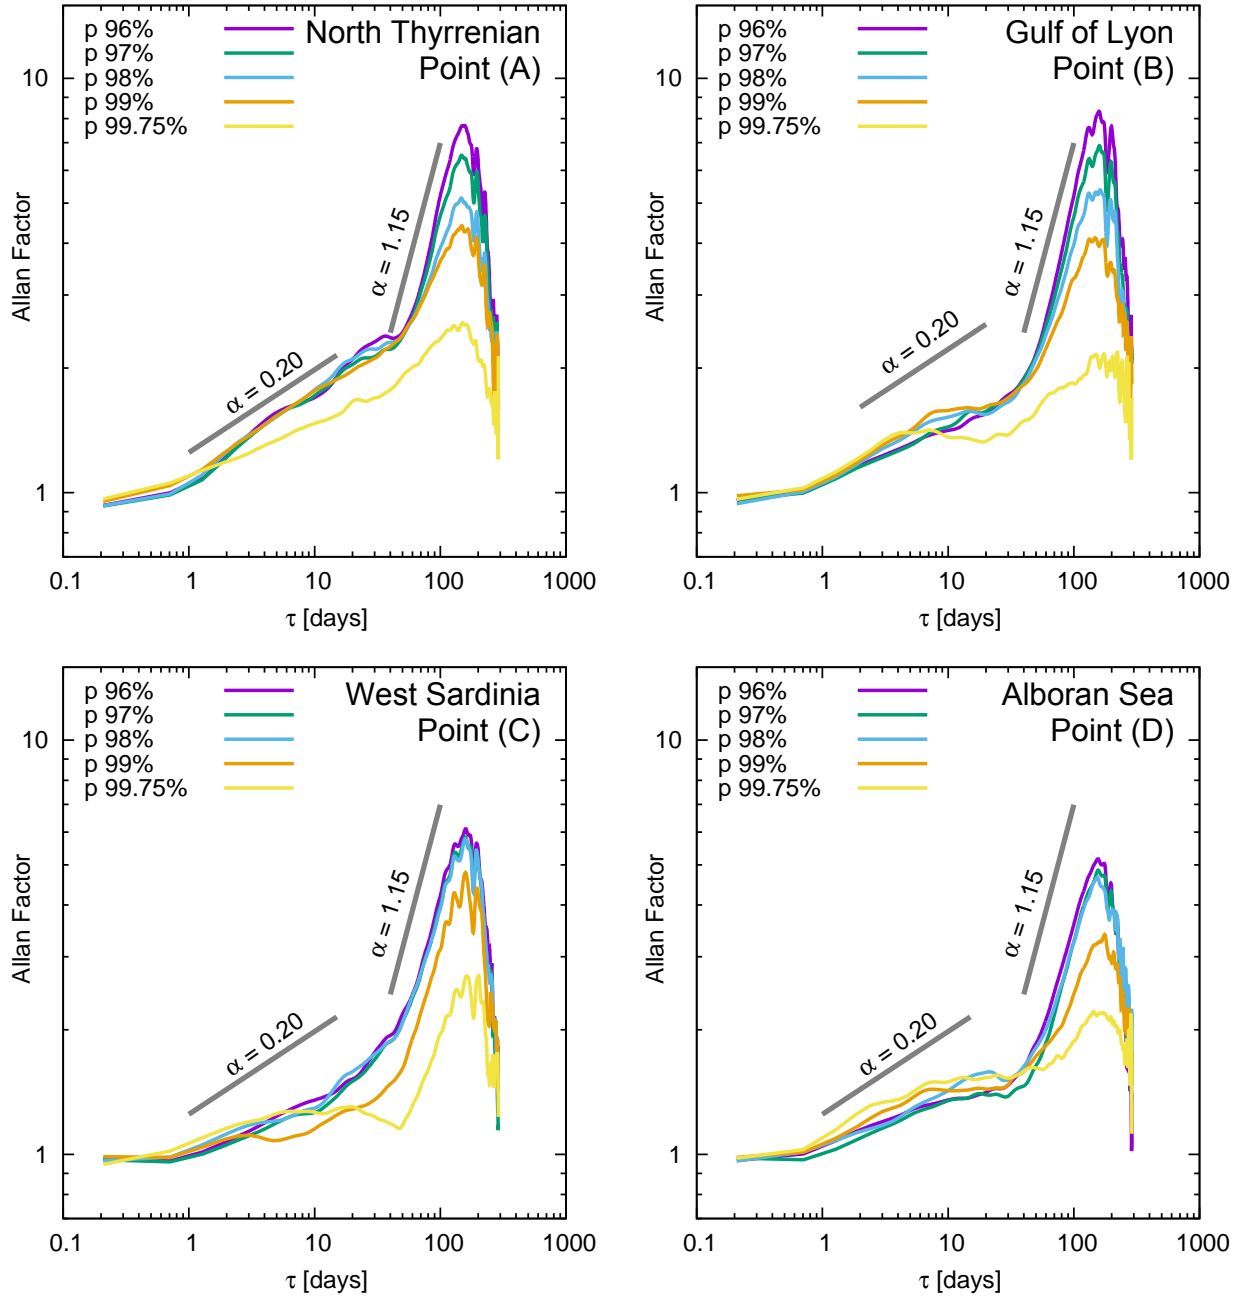 p 96%
p 97%
p 98%
p 99%
p 99.75%
North Thyrrenian
Point (A)
10
1
Allan Factor
α = 0.20
α = 1.15
0.1 1 10 100 1000
τ [days]
p 96%
p 97%
p 98%
p 99%
p 99.75%
Gulf of Lyon
Point (B)
10
1
Allan Factor
α = 0.20
α = 1.15
0.1 1 10 100 1000
τ [days]
p 96%
p 97%
p 98%
p 99%
p 99.75%
West Sardinia
Point (C)
10
1
Allan Factor
α = 0.20
α = 1.15
0.1 1 10 100 1000
τ [days]
p 96%
p 97%
p 98%
p 99%
p 99.75%
Alboran Sea
Point (D)
10
1
Allan Factor
α = 0.20
α = 1.15
0.1 1 10 100 1000
τ [days]